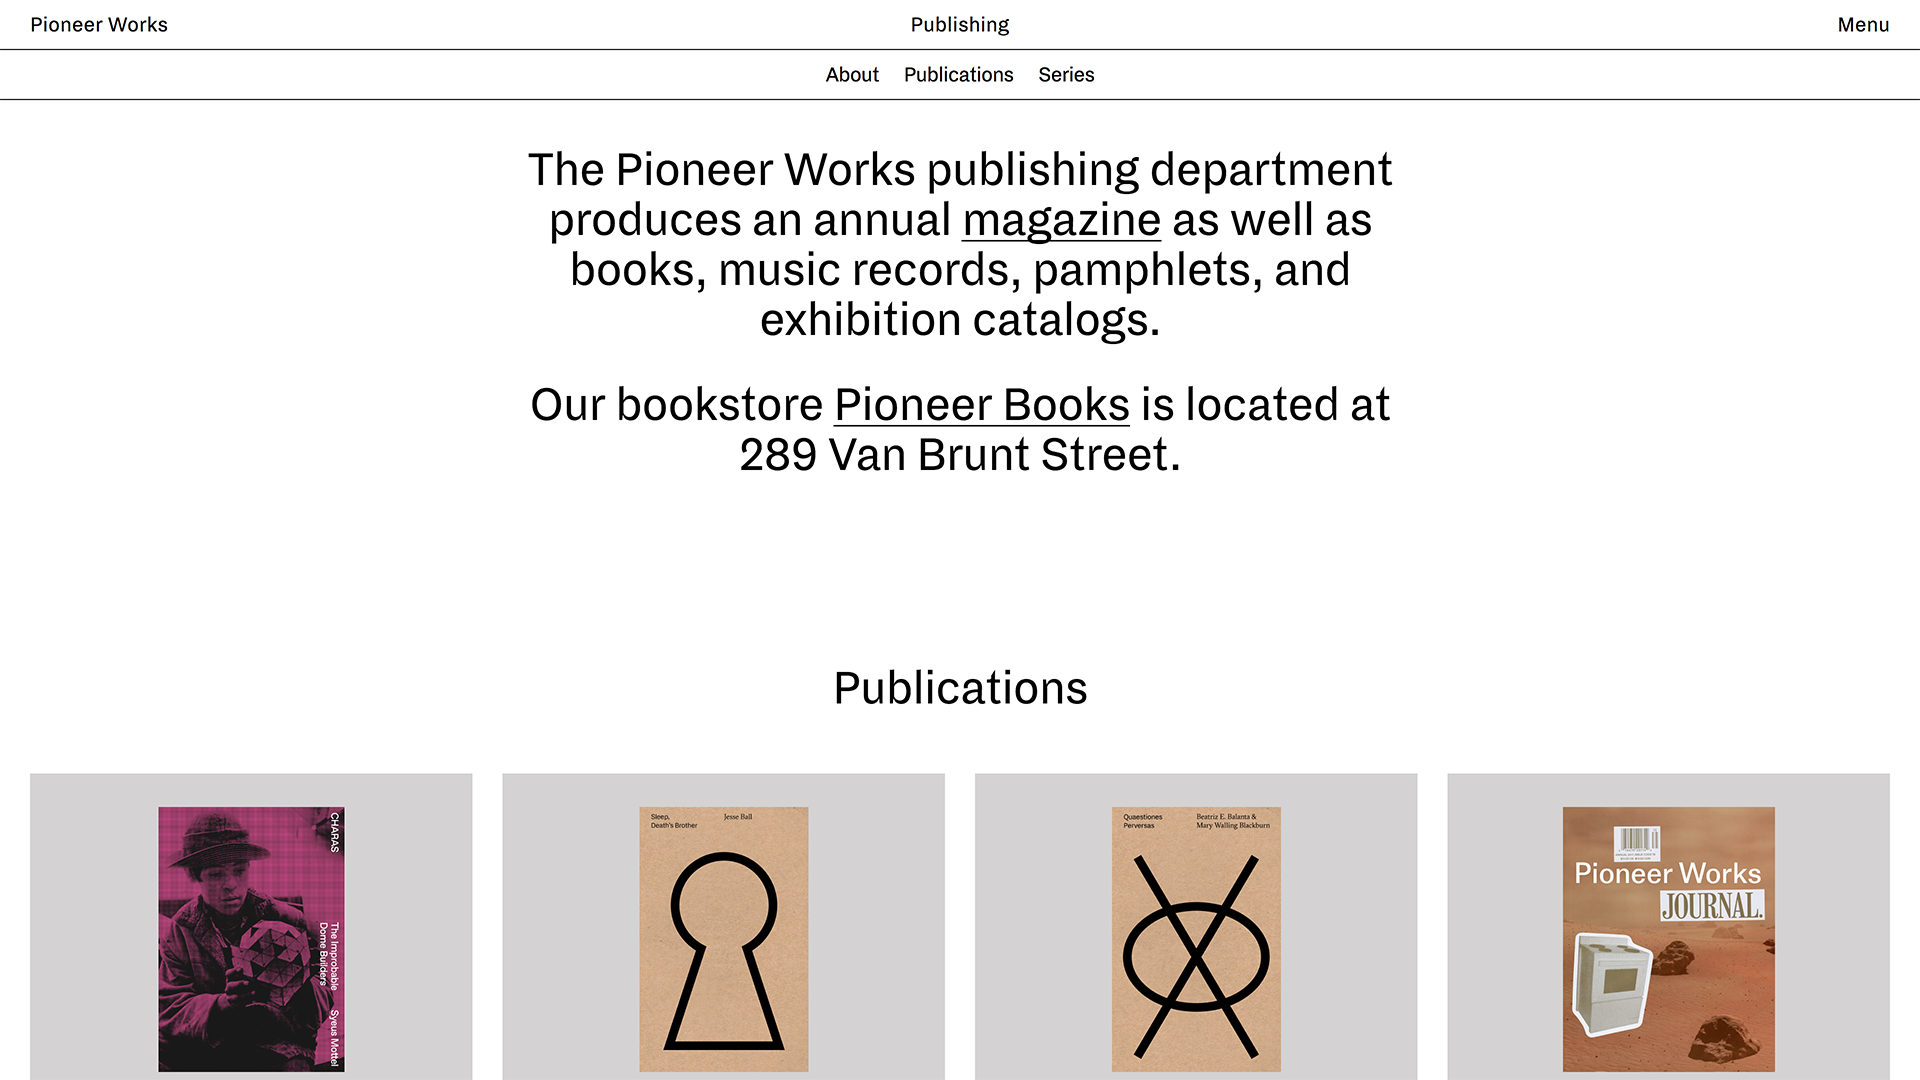 Pioneer Works
Publishing
Menu
About
Publications
Series
The Pioneer Works publishing department
produces an annual magazine as well as
books, music records, pamphlets, and
exhibition catalogs.
Our bookstore Pioneer Books is located at
289 Van Brunt Street.
Publications
CHARAS
The Improbable
Dome Builders
Syeus Mottel
Sleep,
Death's Brother
Jesse Ball
Quaestiones
Perversas
Beatriz E. Balanta &
Mary Walling Blackburn
Pioneer Works
JOURNAL.